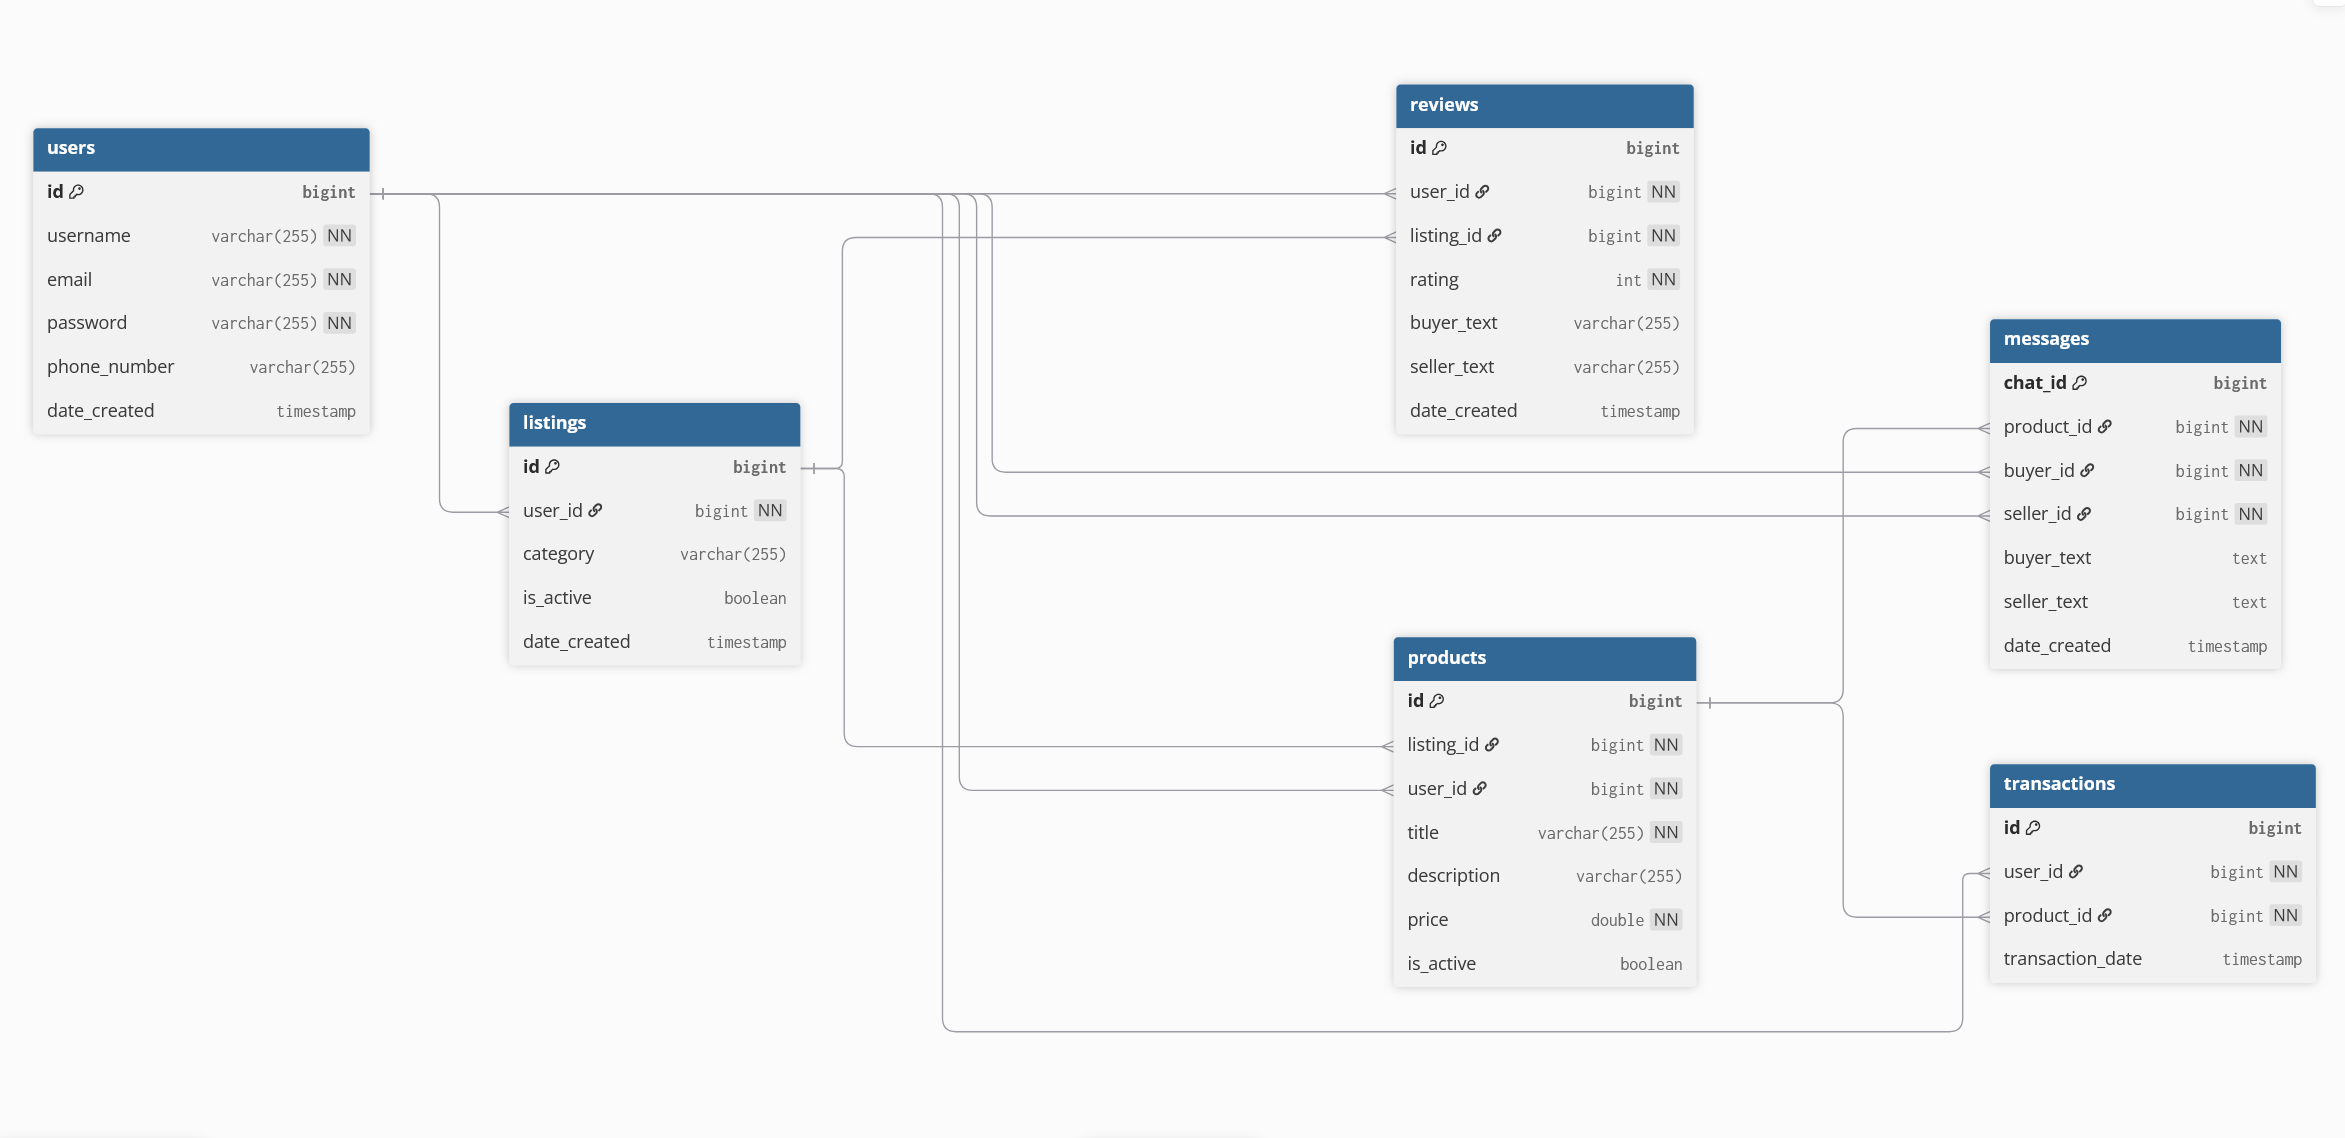 users
id bigint
username varchar(255) NN
email varchar(255) NN
password varchar(255) NN
phone_number varchar(255)
date_created timestamp
listings
id bigint
user_id bigint NN
category varchar(255)
is_active boolean
date_created timestamp
reviews
id bigint
user_id bigint NN
listing_id bigint NN
rating int NN
buyer_text varchar(255)
seller_text varchar(255)
date_created timestamp
products
id bigint
listing_id bigint NN
user_id bigint NN
title varchar(255) NN
description varchar(255)
price double NN
is_active boolean
messages
chat_id bigint
product_id bigint NN
buyer_id bigint NN
seller_id bigint NN
buyer_text text
seller_text text
date_created timestamp
transactions
id bigint
user_id bigint NN
product_id bigint NN
transaction_date timestamp